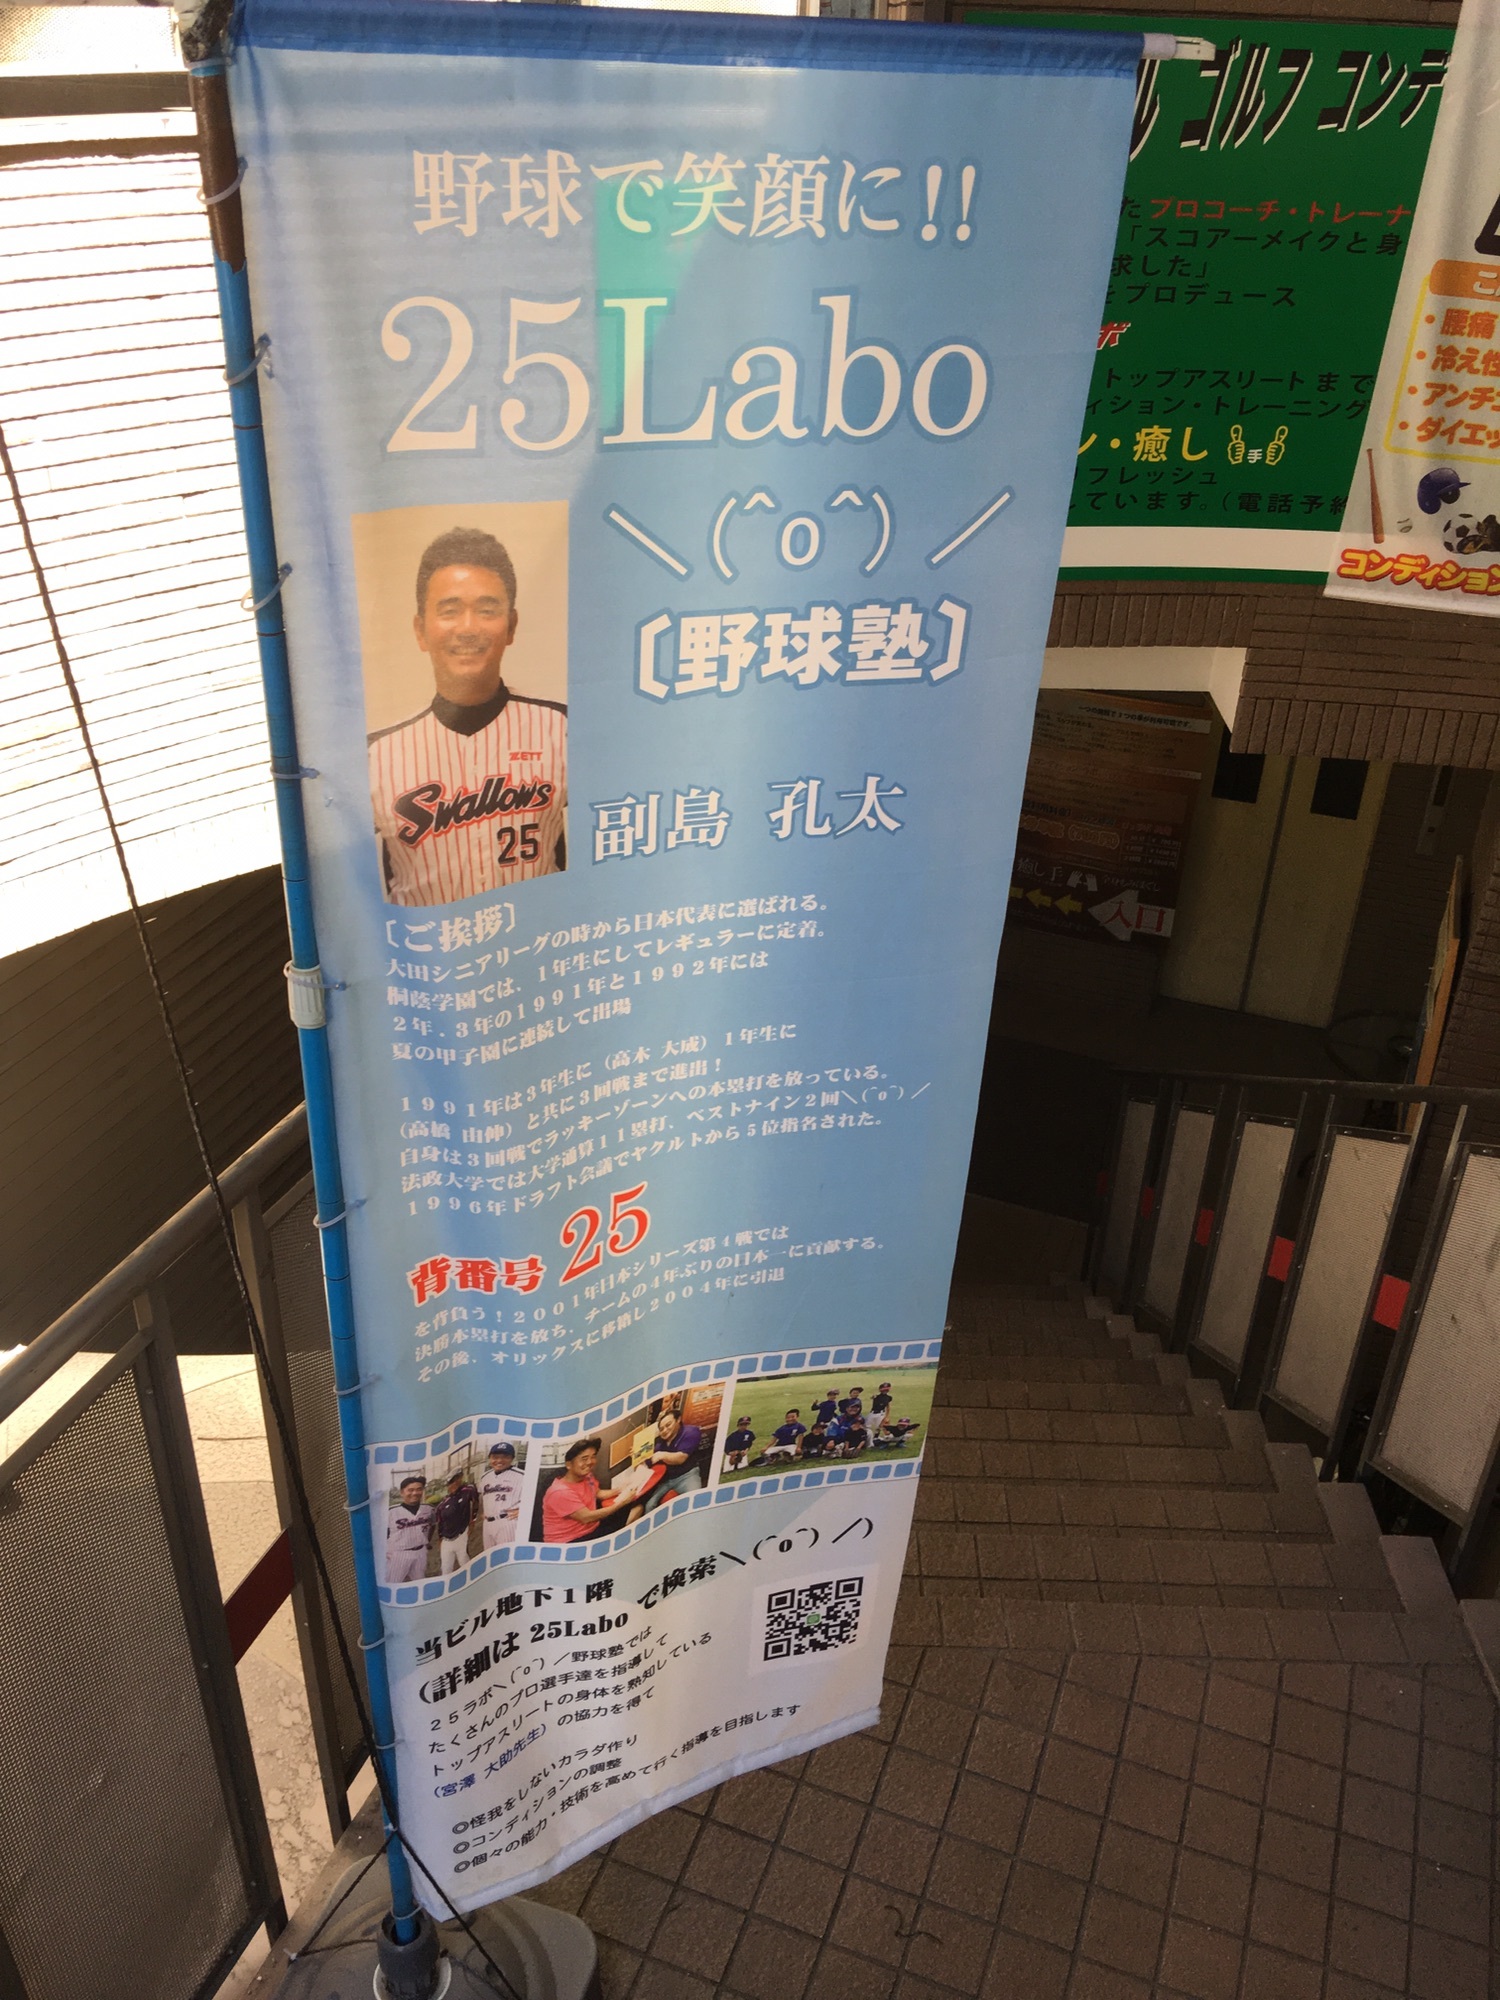 野球で笑顔に!!
25Labo
＼(^o^)／
〔野球塾〕
ZETT
Swallows
25
副島 孔太
〔ご挨拶〕
大田シニアリーグの時から日本代表に選ばれる。
桐蔭学園では、1年生にしてレギュラーに定着。
2年．3年の1991年と1992年には
夏の甲子園に連続して出場
1991年は3年生に（高木 大成）1年生に
（高橋 由伸）と共に3回戦まで進出！
自身は3回戦でラッキーゾーンへの本塁打を放っている。
法政大学では大学通算11塁打、ベストナイン2回＼(^o^)／
1996年ドラフト会議でヤクルトから5位指名された。
背番号 25
を背負う！2001年日本シリーズ第4戦では
決勝本塁打を放ち、チームの4年ぶりの日本一に貢献する。
その後、オリックスに移籍し2004年に引退
Swallows
24
当ビル地下1階
（詳細は 25Labo で検索＼(^o^)／）
25ラボ＼(^o^)／野球塾では
たくさんのプロ選手達を指導して
トップアスリートの身体を熟知している
（宮澤 大助先生）の協力を得て
◎怪我をしないカラダ作り
◎コンディションの調整
◎個々の能力・技術を高めて行く指導を目指します
ル ゴルフ コンデ
た プロコーチ・トレーナ
「スコアーメイクと身
求した」
をプロデュース
ボ
トップアスリートまで
ィション・トレーニング
ン・癒し 手
フレッシュ
しています。（電話予約
・腰痛
・冷え性
・アンチ
・ダイエッ
コンディション
癒し手
入口